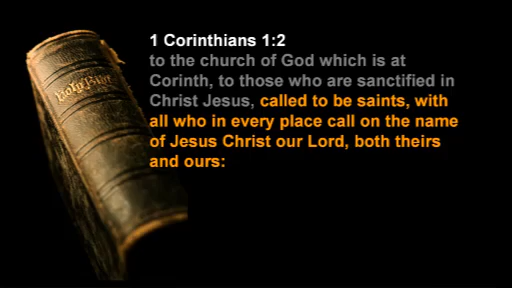 1 Corinthians 1:2
to the church of God which is at
Corinth, to those who are sanctified in
Christ Jesus, called to be saints, with
all who in every place call on the name
of Jesus Christ our Lord, both theirs
and ours:
Holy Bible